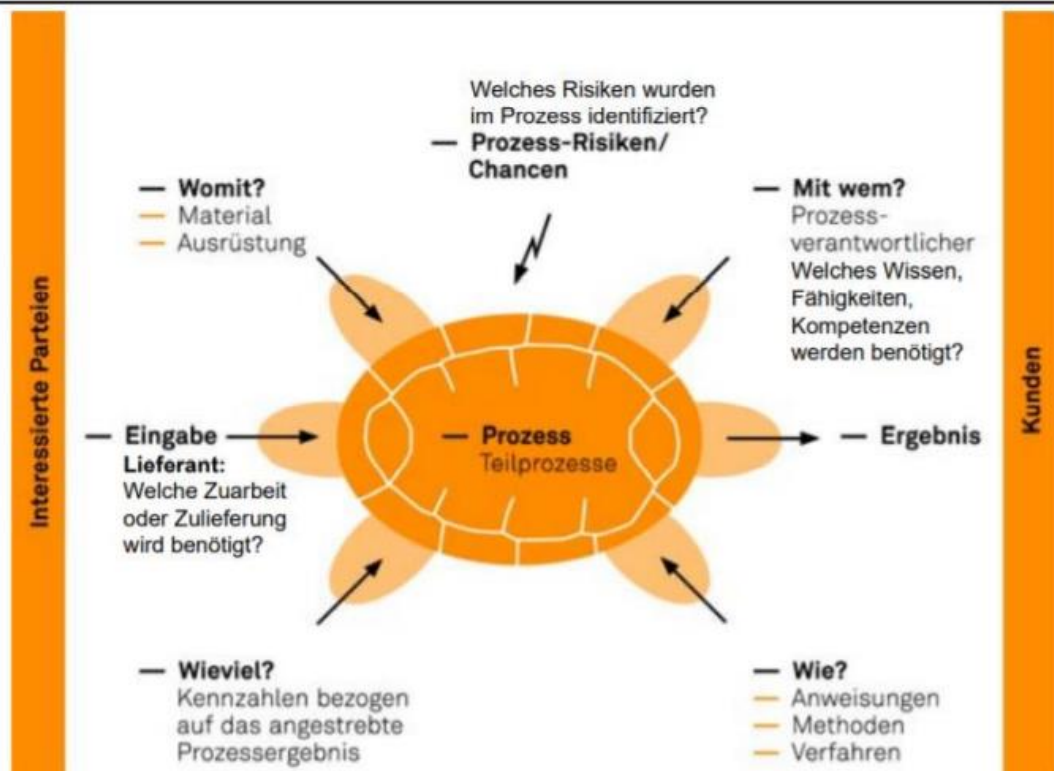 Interessierte Parteien
Welches Risiken wurden
im Prozess identifiziert?
— Prozess-Risiken/
Chancen
— Womit?
— Material
— Ausrüstung
— Mit wem?
Prozess-
verantwortlicher
Welches Wissen,
Fähigkeiten,
Kompetenzen
werden benötigt?
— Eingabe
Lieferant:
Welche Zuarbeit
oder Zulieferung
wird benötigt?
— Prozess
Teilprozesse
— Ergebnis
— Wieviel?
Kennzahlen bezogen
auf das angestrebte
Prozessergebnis
— Wie?
— Anweisungen
— Methoden
— Verfahren
Kunden